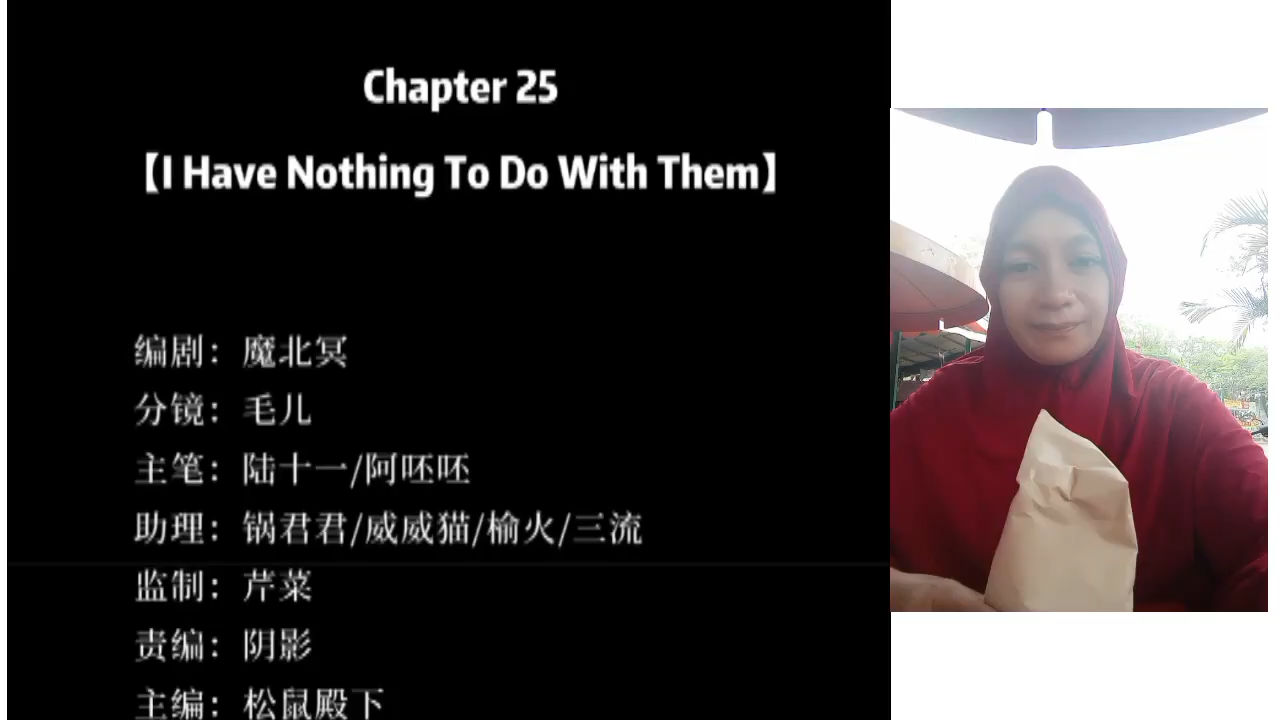 Chapter 25
【I Have Nothing To Do With Them】
编剧：魔北冥
分镜：毛儿
主笔：陆十一/阿呸呸
助理：锅君君/威威猫/榆火/三流
监制：芹菜
责编：阴影
主编：松鼠殿下